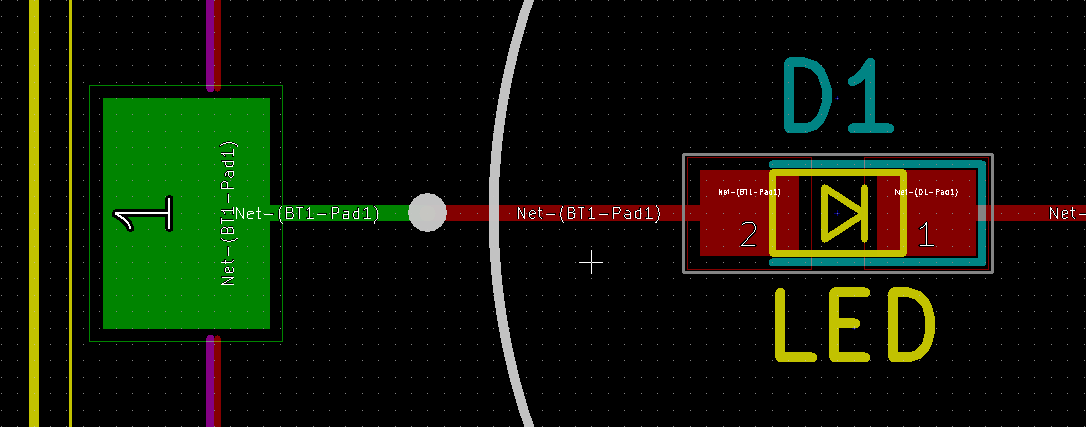 D1
1
Net-(BT1-Pad1)
Net-(BT1-Pad1)
Net-(BT1-Pad1)
Net-(BT1-Pad1)
2
Net-(D1-Pad1)
1
Net-
LED